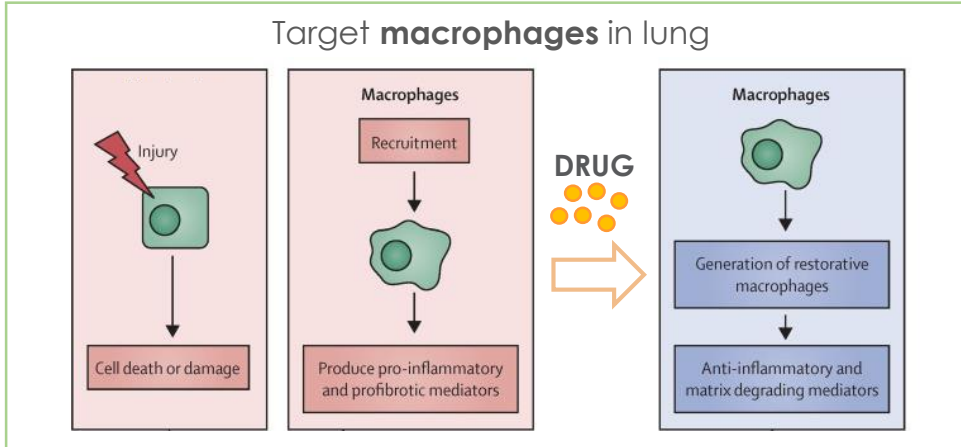 Target macrophages in lung
Injury
Cell death or damage
Macrophages
Recruitment
Produce pro-inflammatory
and profibrotic mediators
DRUG
Macrophages
Generation of restorative
macrophages
Anti-inflammatory and
matrix degrading mediators